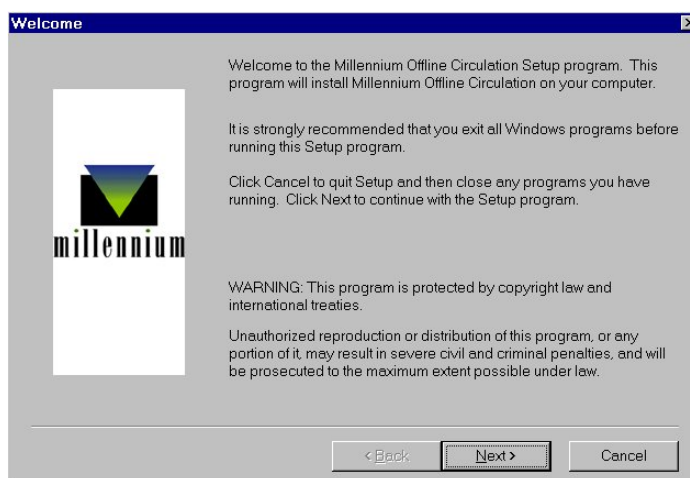 Welcome
Welcome to the Millennium Offline Circulation Setup program. This
program will install Millennium Offline Circulation on your computer.
It is strongly recommended that you exit all Windows programs before
running this Setup program.
Click Cancel to quit Setup and then close any programs you have
running. Click Next to continue with the Setup program.
millennium
WARNING: This program is protected by copyright law and
international treaties.
Unauthorized reproduction or distribution of this program, or any
portion of it, may result in severe civil and criminal penalties, and will
be prosecuted to the maximum extent possible under law.
< Back
Next >
Cancel